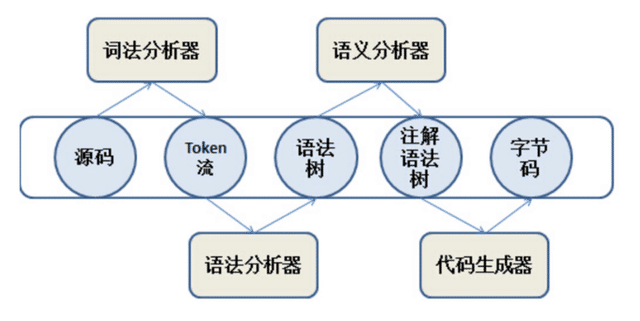 词法分析器
语义分析器
源码
Token
流
语法
树
注解
语法
树
字节
码
语法分析器
代码生成器